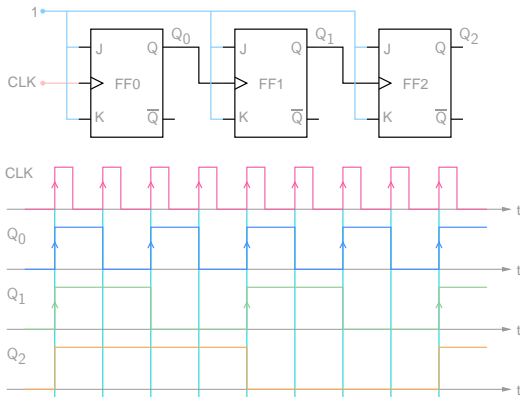 1
Q0 Q1 Q2
J Q J Q J Q
CLK FF0 FF1 FF2
K Q̅ K Q̅ K Q̅
CLK
t
Q0
t
Q1
t
Q2
t